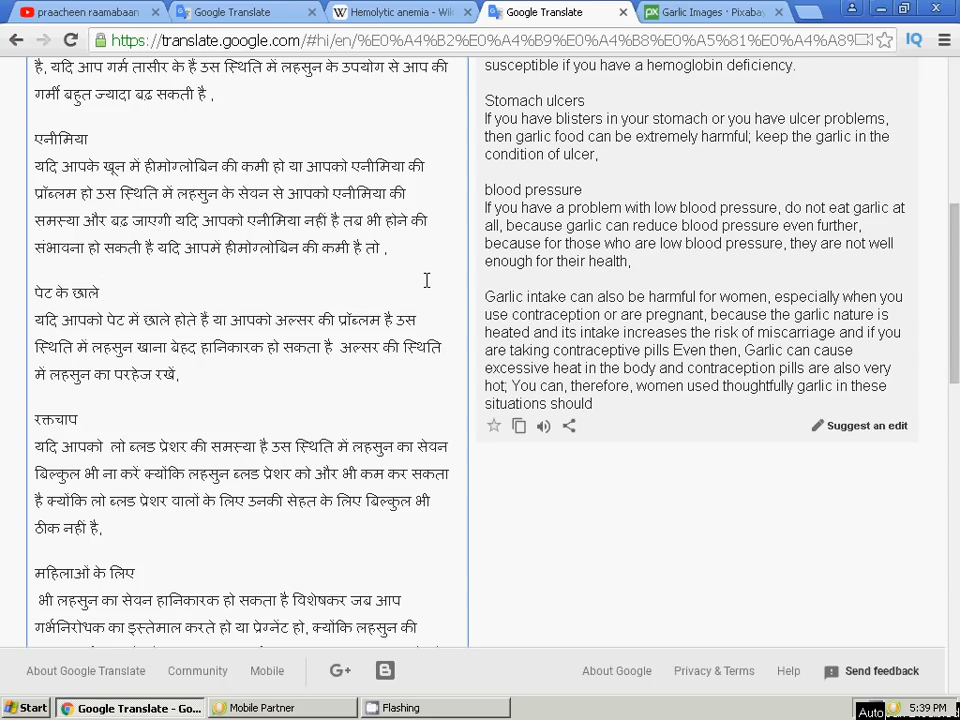 praacheen raamabaan
Google Translate
Hemolytic anemia - Wik
Google Translate
Garlic Images · Pixabay
https://translate.google.com/#hi/en/%E0%A4%B2%E0%A4%B9%E0%A4%B8%E0%A5%81%E0%A4%A8%
IQ
है, यदि आप गर्म तासीर के हैं उस स्थिति में लहसुन के उपयोग से आप की
गर्मी बहुत ज्यादा बढ़ सकती है ,
एनीमिया
यदि आपके खून में हीमोग्लोबिन की कमी हो या आपको एनीमिया की
प्रॉब्लम हो उस स्थिति में लहसुन के सेवन से आपको एनीमिया की
समस्या और बढ़ जाएगी यदि आपको एनीमिया नहीं है तब भी होने की
संभावना हो सकती है यदि आपमें हीमोग्लोबिन की कमी है तो ,
पेट के छाले
यदि आपको पेट में छाले होते हैं या आपको अल्सर की प्रॉब्लम है उस
स्थिति में लहसुन खाना बेहद हानिकारक हो सकता है  अल्सर की स्थिति
में लहसुन का परहेज रखें,
रक्तचाप
यदि आपको  लो ब्लड प्रेशर की समस्या है उस स्थिति में लहसुन का सेवन
बिल्कुल भी ना करें क्योंकि लहसुन ब्लड प्रेशर को और भी कम कर सकता
है क्योंकि लो ब्लड प्रेशर वालों के लिए उनकी सेहत के लिए बिल्कुल भी
ठीक नहीं है,
महिलाओं के लिए
भी लहसुन का सेवन हानिकारक हो सकता है विशेषकर जब आप
गर्भनिरोधक का इस्तेमाल करते हो या प्रेग्नेंट हो, क्योंकि लहसुन की
susceptible if you have a hemoglobin deficiency.
Stomach ulcers
If you have blisters in your stomach or you have ulcer problems,
then garlic food can be extremely harmful; keep the garlic in the
condition of ulcer,
blood pressure
If you have a problem with low blood pressure, do not eat garlic at
all, because garlic can reduce blood pressure even further,
because for those who are low blood pressure, they are not well
enough for their health,
Garlic intake can also be harmful for women, especially when you
use contraception or are pregnant, because the garlic nature is
heated and its intake increases the risk of miscarriage and if you
are taking contraceptive pills Even then, Garlic can cause
excessive heat in the body and contraception pills are also very
hot; You can, therefore, women used thoughtfully garlic in these
situations should
Suggest an edit
About Google Translate Community Mobile G+ About Google Privacy & Terms Help Send feedback
Start Google Translate - Go... Mobile Partner Flashing 5:39 PM